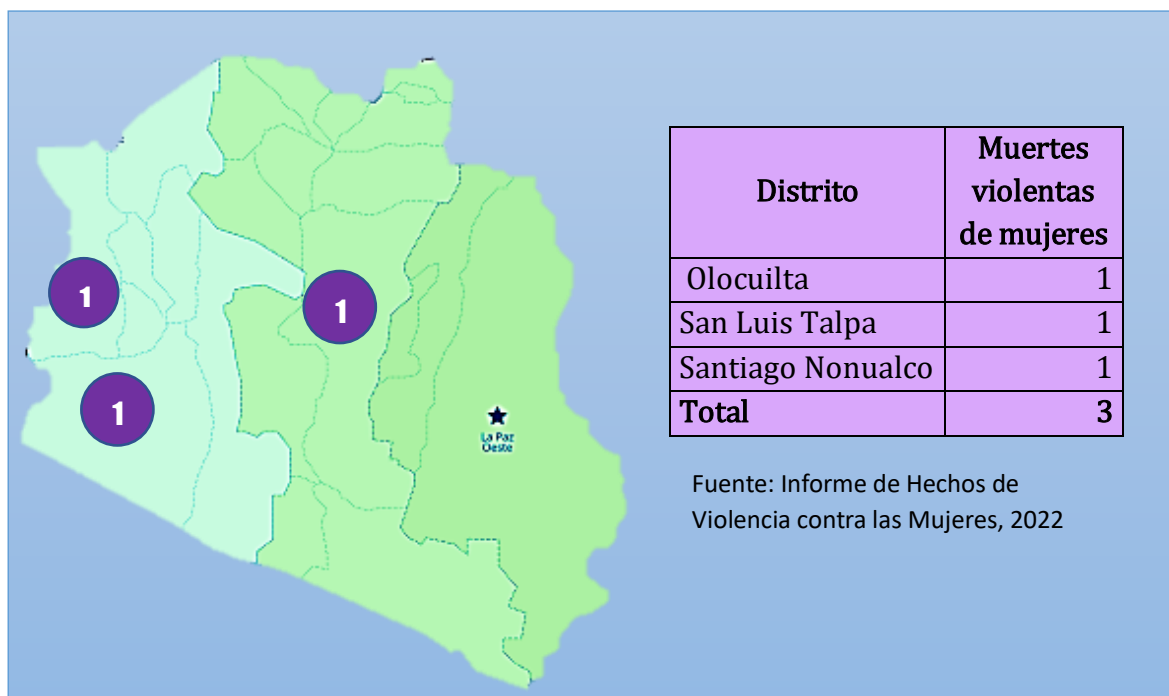 1
1
1
La Paz
Oeste
Distrito
Muertes
violentas
de mujeres
Olocuilta 1
San Luis Talpa 1
Santiago Nonualco 1
Total 3
Fuente: Informe de Hechos de
Violencia contra las Mujeres, 2022